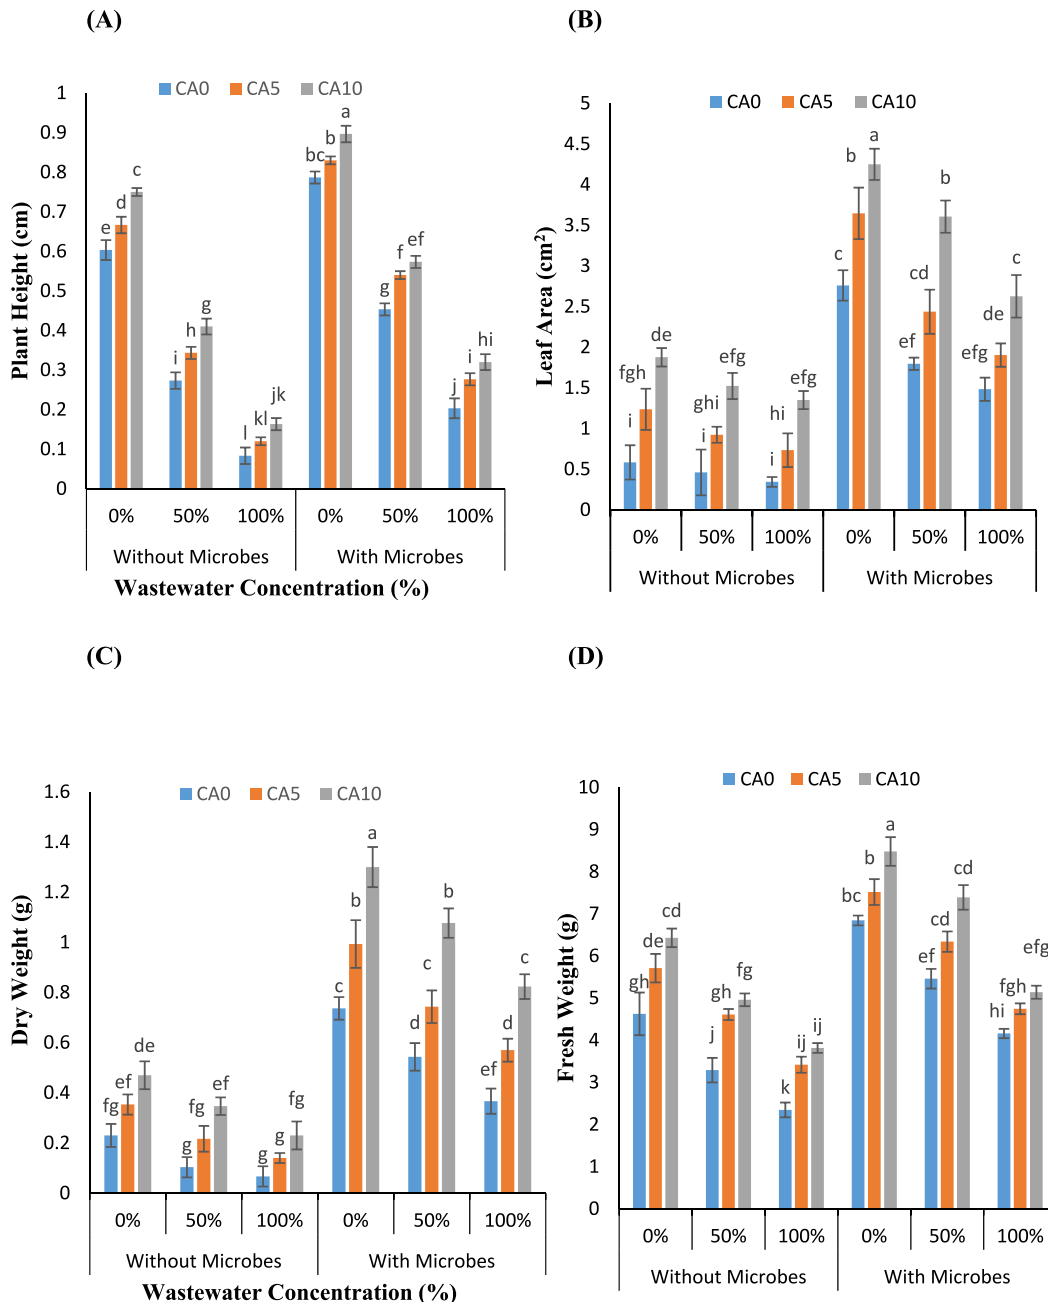 (A)
CA0 CA5 CA10
Plant Height (cm)
1
0.9
0.8
0.7
0.6
0.5
0.4
0.3
0.2
0.1
0
e d c i h g l kl jk bc b a g f ef j i hi
0% 50% 100% 0% 50% 100%
Without Microbes With Microbes
Wastewater Concentration (%)
(B)
CA0 CA5 CA10
Leaf Area (cm²)
5
4.5
4
3.5
3
2.5
2
1.5
1
0.5
0
i fgh de i ghi efg i hi efg c b a ef cd b efg de c
0% 50% 100% 0% 50% 100%
Without Microbes With Microbes
(C)
CA0 CA5 CA10
Dry Weight (g)
1.6
1.4
1.2
1
0.8
0.6
0.4
0.2
0
fg ef de g fg ef g g fg c b a d c b ef d c
0% 50% 100% 0% 50% 100%
Without Microbes With Microbes
Wastewater Concentration (%)
(D)
CA0 CA5 CA10
Fresh Weight (g)
10
9
8
7
6
5
4
3
2
1
0
gh de cd j gh fg k ij ij bc b a ef cd cd hi fgh efg
0% 50% 100% 0% 50% 100%
Without Microbes With Microbes